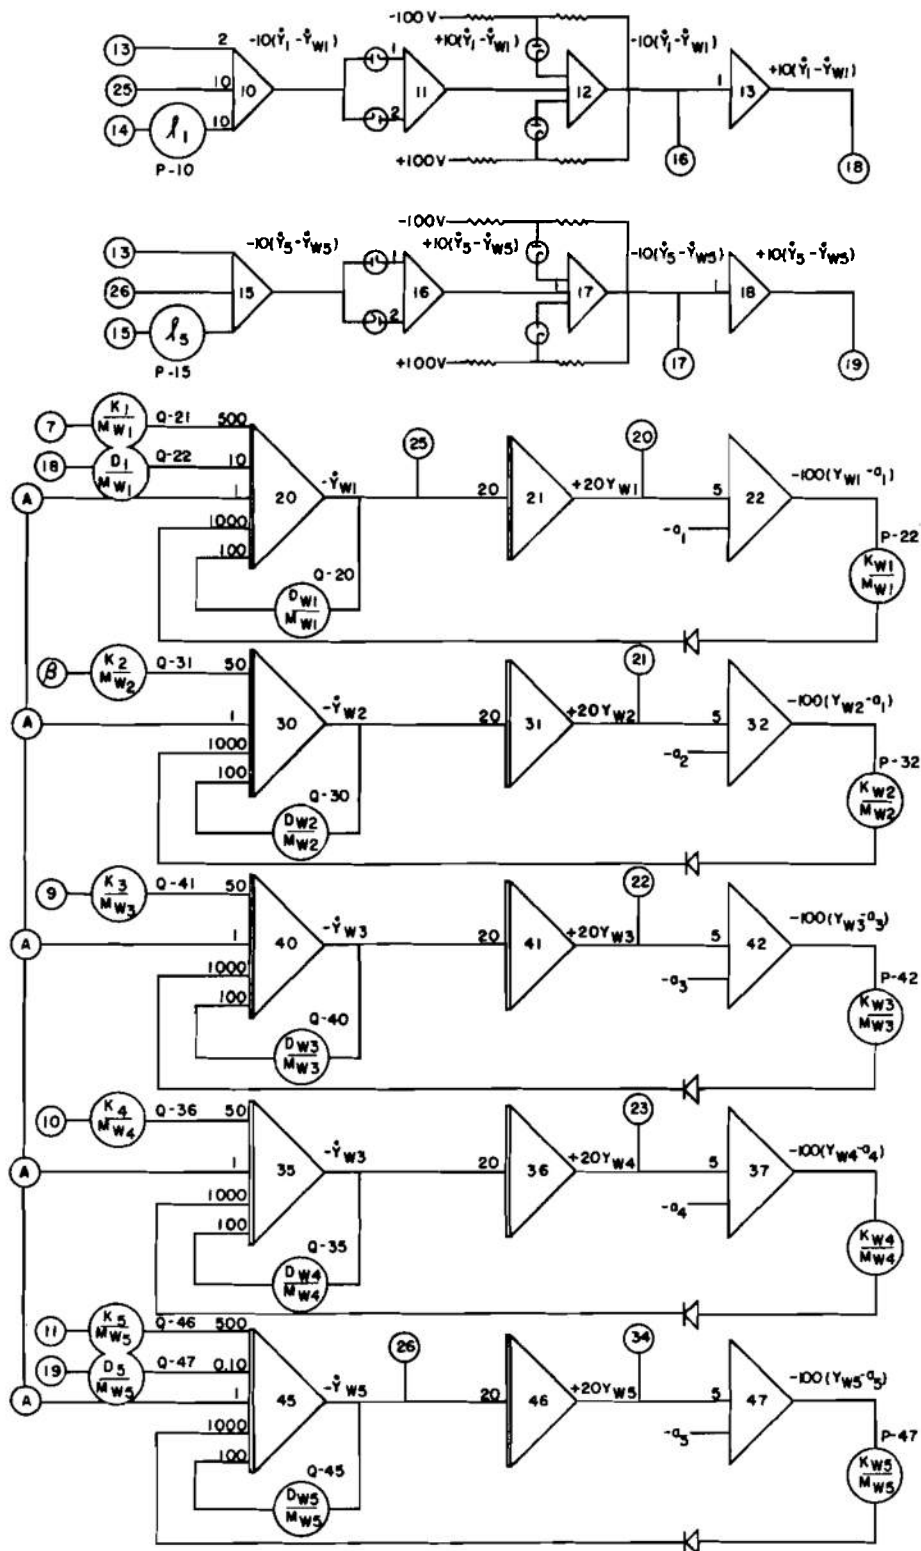 -100V
-10(Ẏ1-ẎW1) +10(Ẏ1-ẎW1) -10(Ẏ1-ẎW1) +10(Ẏ1-ẎW1)
13 2 1
25 10 10 11 12 1 13
14 ℓ1 10 2
P-10 +100V 16 18
-100V
-10(Ẏ5-ẎW5) +10(Ẏ5-ẎW5) -10(Ẏ5-ẎW5) +10(Ẏ5-ẎW5)
13 1
26 15 16 17 1 18
15 ℓ5 2
P-15 +100V 17 19
7 K1/MW1 Q-21 500
18 D1/MW1 Q-22 10 25 20
A 1 20 -ẎW1 20 21 +20YW1 5 22 -100(YW1-a1)
1000 -a1 P-22
100 Q-20 KW1/MW1
DW1/MW1
β K2/MW2 Q-31 50 21
A 1 30 -ẎW2 20 31 +20YW2 5 32 -100(YW2-a1)
1000 -a2 P-32
100 Q-30 KW2/MW2
DW2/MW2
9 K3/MW3 Q-41 50 22
A 1 40 -ẎW3 20 41 +20YW3 5 42 -100(YW3-a3)
1000 -a3 P-42
100 Q-40 KW3/MW3
DW3/MW3
10 K4/MW4 Q-36 50 23
A 1 35 -ẎW3 20 36 +20YW4 5 37 -100(YW4-a4)
1000 -a4
100 Q-35 KW4/MW4
DW4/MW4
11 K5/MW5 Q-46 500
19 D5/MW5 Q-47 0.10 26 34
A 1 45 -ẎW5 20 46 +20YW5 5 47 -100(YW5-a5)
1000 -a5 P-47
100 Q-45 KW5/MW5
DW5/MW5